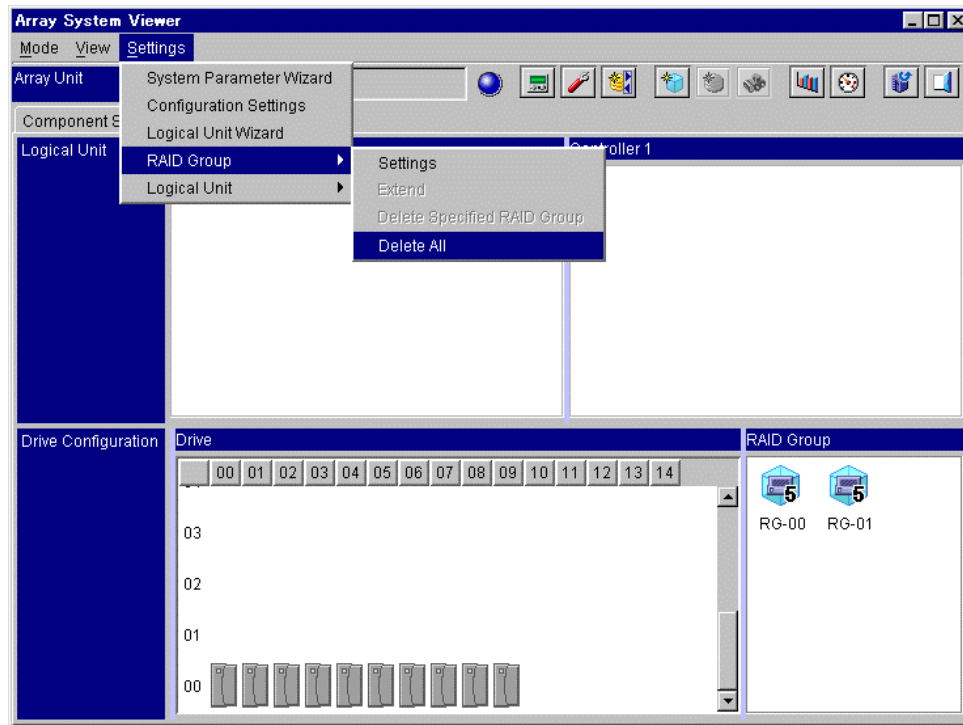 Array System Viewer
Mode View Settings
Array Unit
System Parameter Wizard
Configuration Settings
Logical Unit Wizard
RAID Group
Logical Unit
Settings
Extend
Delete Specified RAID Group
Delete All
Component S
Logical Unit
troller 1
Drive Configuration
Drive
00 01 02 03 04 05 06 07 08 09 10 11 12 13 14
03
02
01
00
RAID Group
5 5
RG-00 RG-01